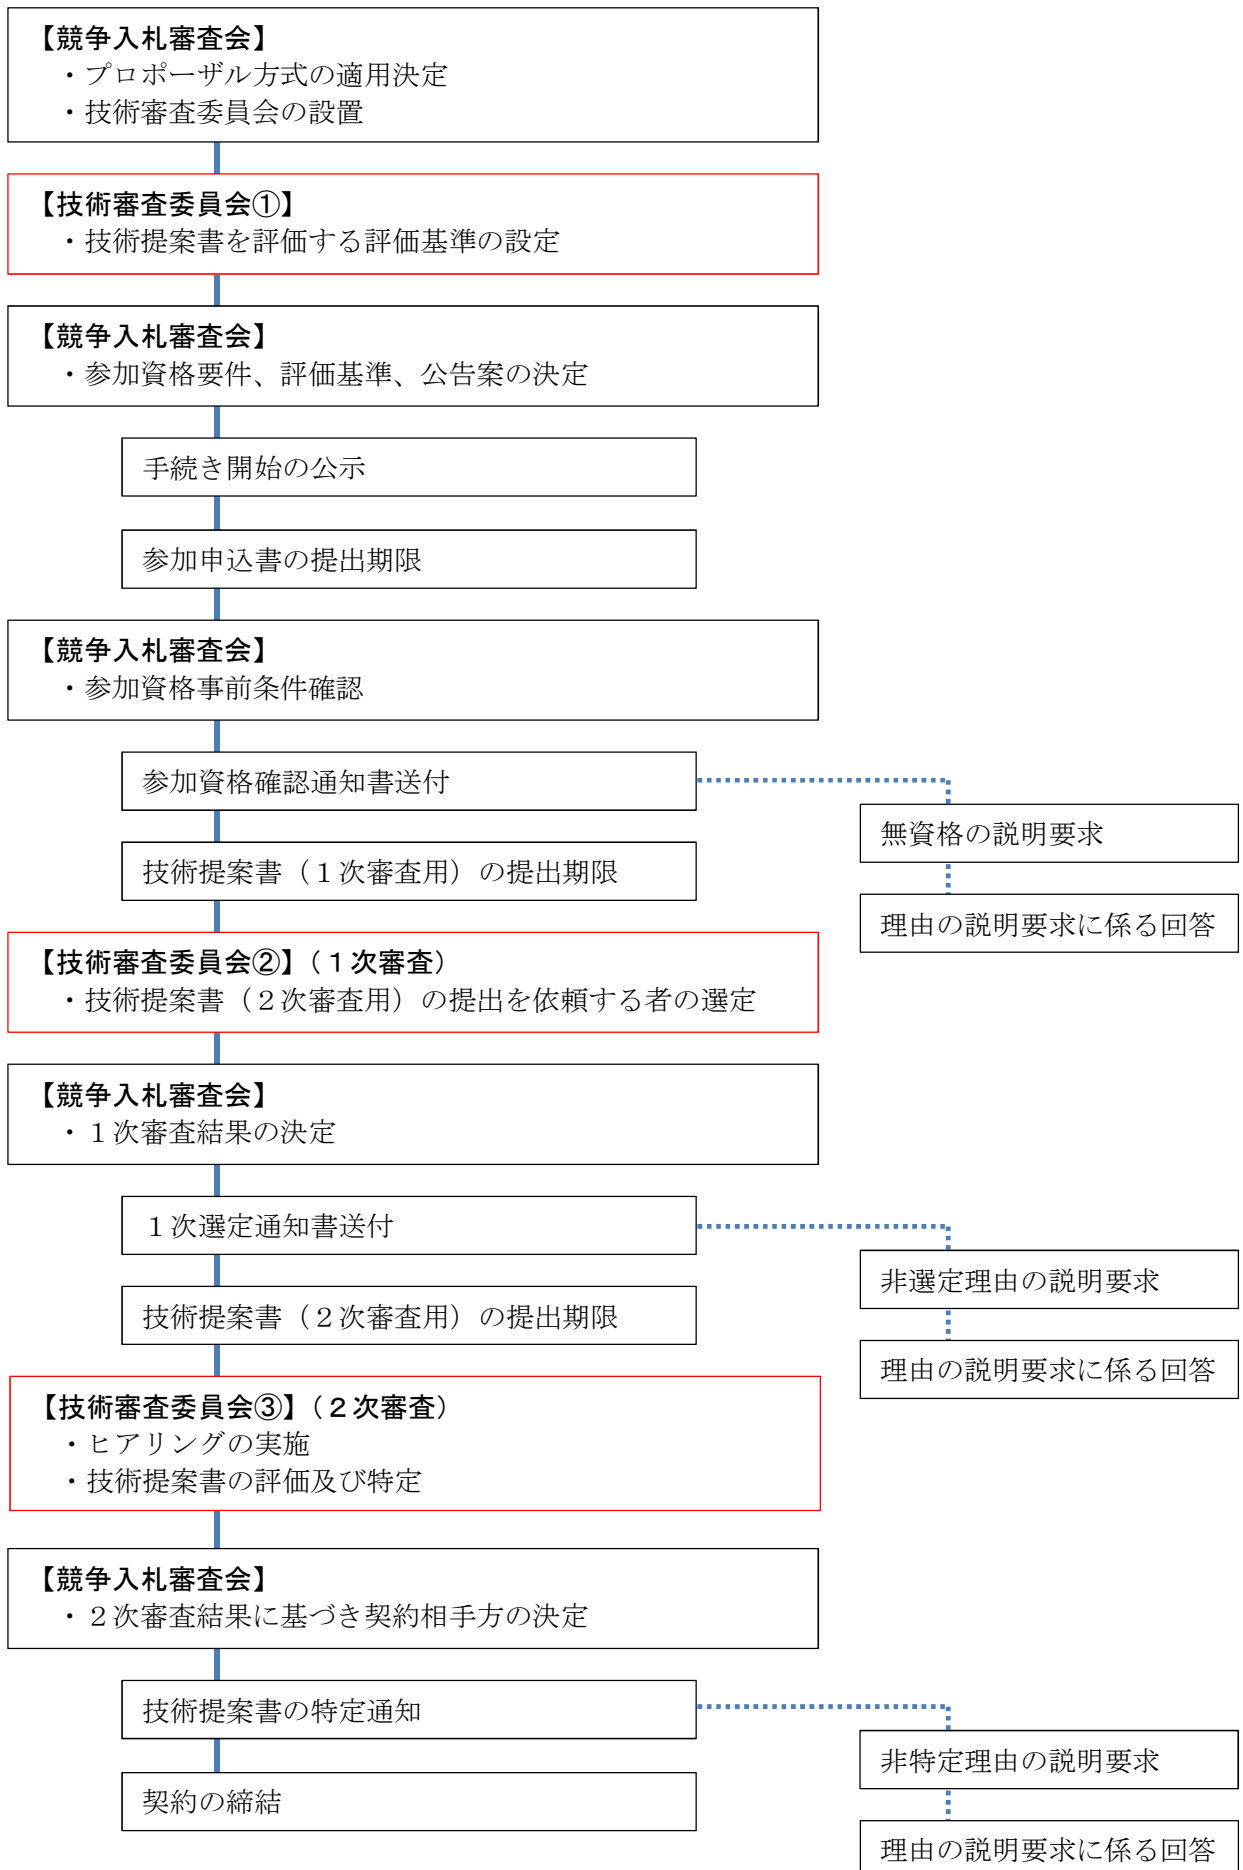 【競争入札審査会】
・プロポーザル方式の適用決定
・技術審査委員会の設置
【技術審査委員会①】
・技術提案書を評価する評価基準の設定
【競争入札審査会】
・参加資格要件、評価基準、公告案の決定
手続き開始の公示
参加申込書の提出期限
【競争入札審査会】
・参加資格事前条件確認
参加資格確認通知書送付
無資格の説明要求
技術提案書（１次審査用）の提出期限
理由の説明要求に係る回答
【技術審査委員会②】（１次審査）
・技術提案書（２次審査用）の提出を依頼する者の選定
【競争入札審査会】
・１次審査結果の決定
１次選定通知書送付
非選定理由の説明要求
技術提案書（２次審査用）の提出期限
理由の説明要求に係る回答
【技術審査委員会③】（２次審査）
・ヒアリングの実施
・技術提案書の評価及び特定
【競争入札審査会】
・２次審査結果に基づき契約相手方の決定
技術提案書の特定通知
非特定理由の説明要求
契約の締結
理由の説明要求に係る回答